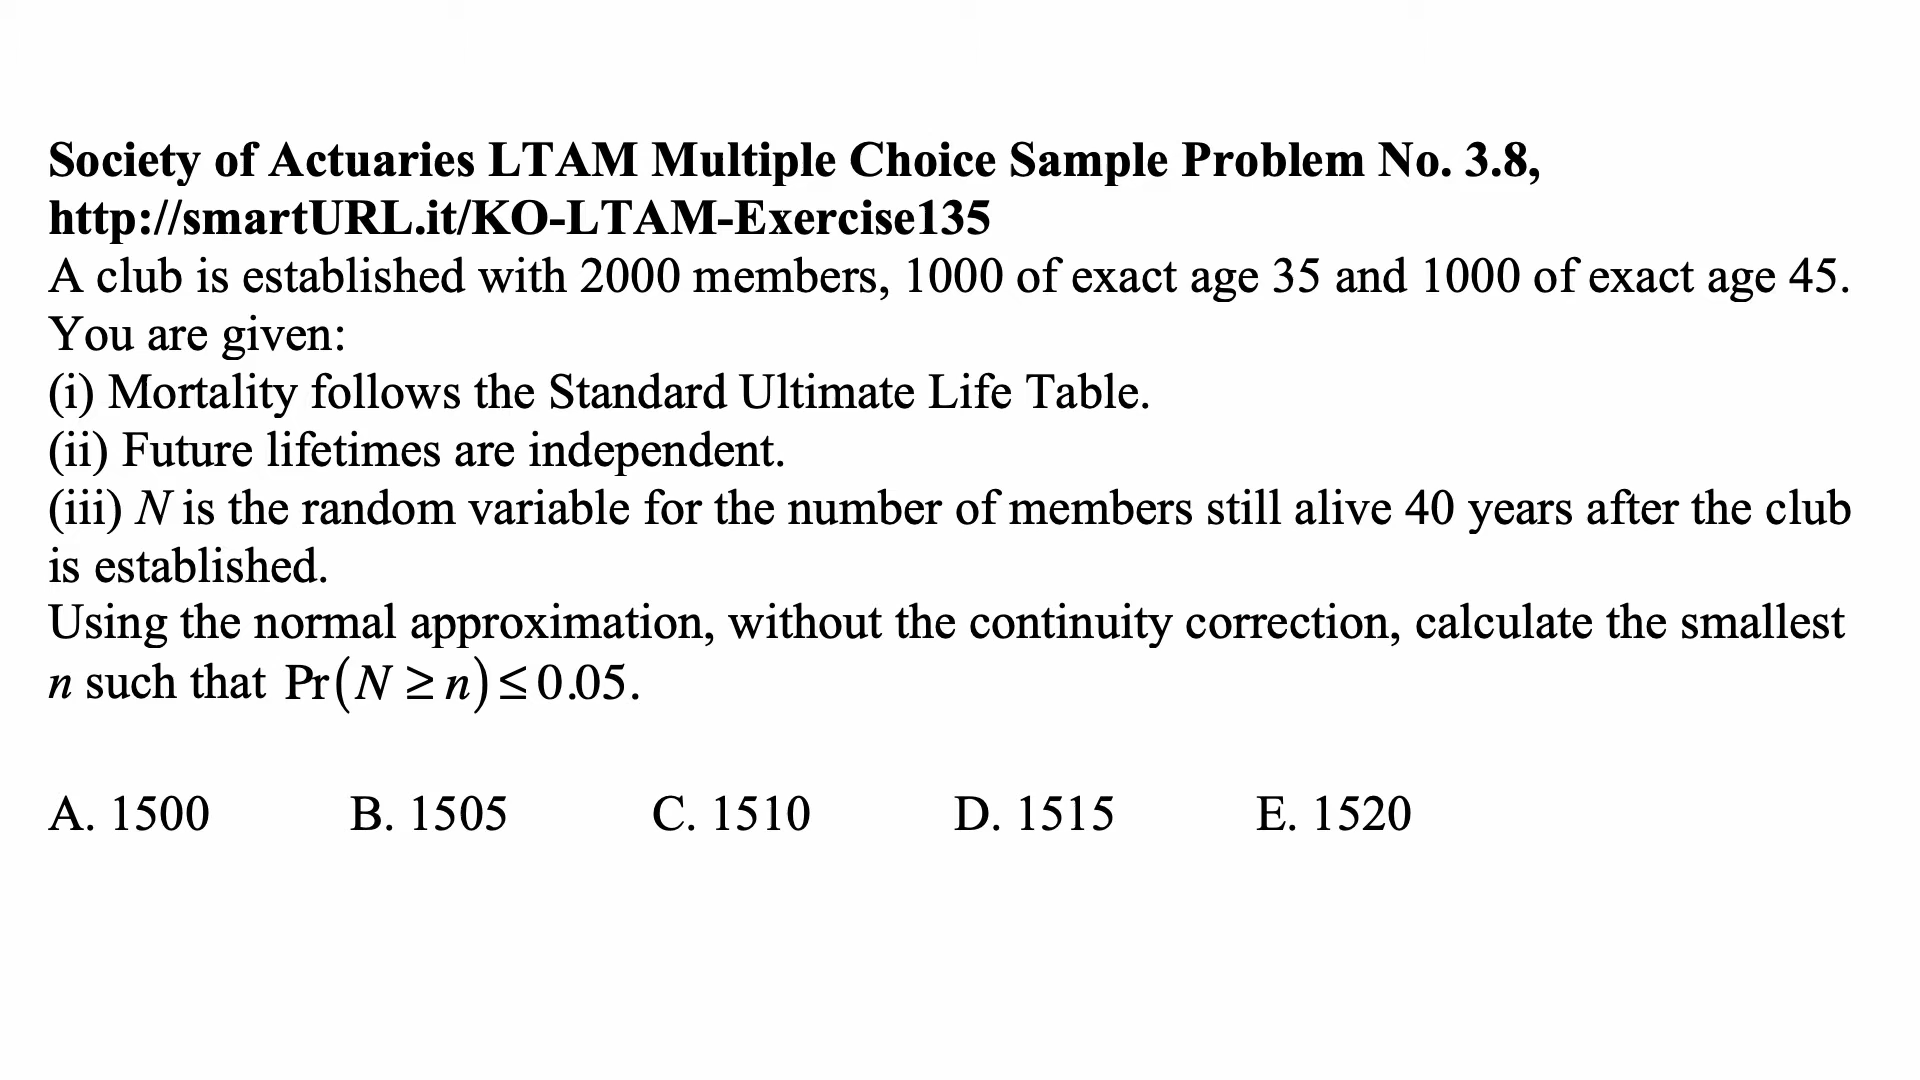 Society of Actuaries LTAM Multiple Choice Sample Problem No. 3.8,
http://smartURL.it/KO-LTAM-Exercise135
A club is established with 2000 members, 1000 of exact age 35 and 1000 of exact age 45.
You are given:
(i) Mortality follows the Standard Ultimate Life Table.
(ii) Future lifetimes are independent.
(iii) N is the random variable for the number of members still alive 40 years after the club
is established.
Using the normal approximation, without the continuity correction, calculate the smallest
n such that Pr(N ≥ n) ≤ 0.05.
A. 1500 B. 1505 C. 1510 D. 1515 E. 1520